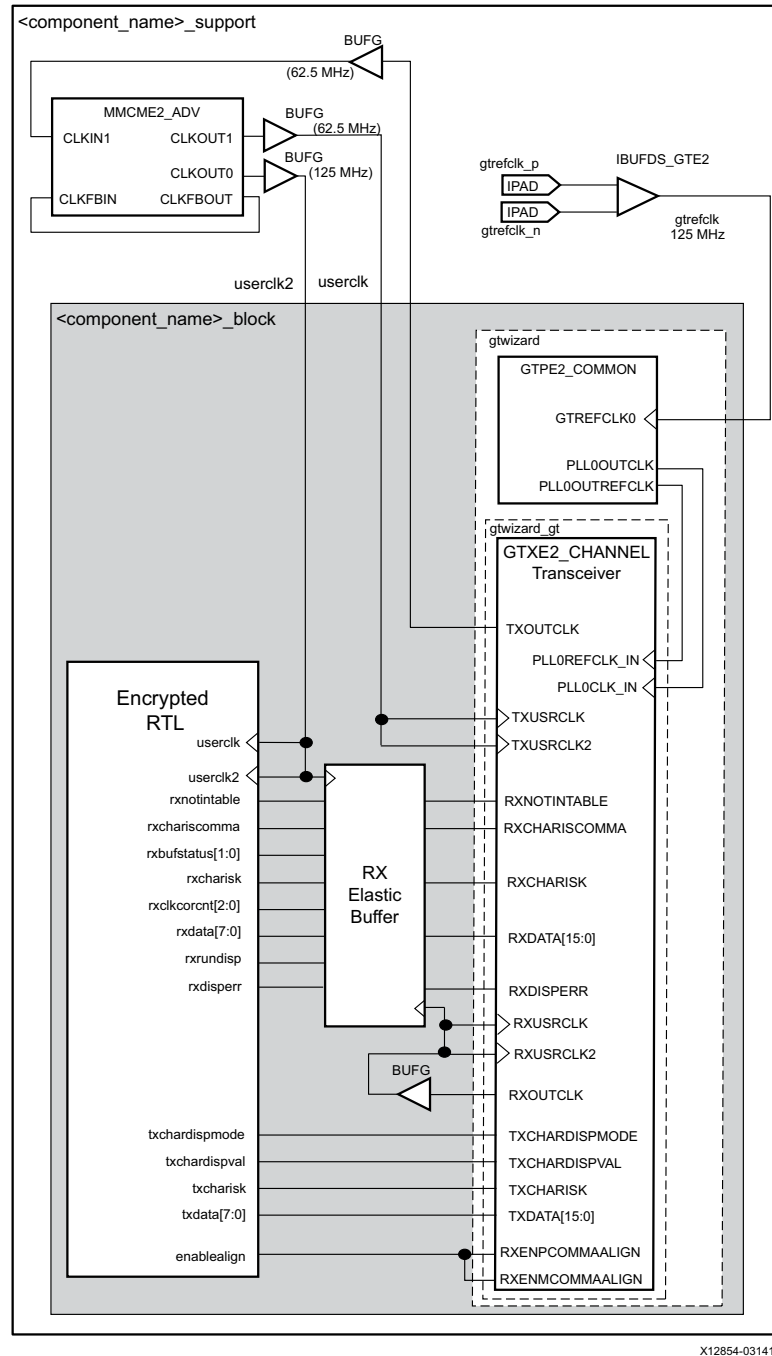 <component_name>_support
BUFG
(62.5 MHz)
MMCME2_ADV
CLKIN1
CLKOUT1
CLKOUT0
CLKFBIN
CLKFBOUT
BUFG
(62.5 MHz)
BUFG
(125 MHz)
gtrefclk_p
IPAD
IPAD
gtrefclk_n
IBUFDS_GTE2
gtrefclk
125 MHz
userclk2
userclk
<component_name>_block
gtwizard
GTPE2_COMMON
GTREFCLK0
PLL0OUTCLK
PLL0OUTREFCLK
gtwizard_gt
GTXE2_CHANNEL
Transceiver
TXOUTCLK
PLL0REFCLK_IN
PLL0CLK_IN
TXUSRCLK
TXUSRCLK2
RXNOTINTABLE
RXCHARISCOMMA
RXCHARISK
RXDATA[15:0]
RXDISPERR
RXUSRCLK
RXUSRCLK2
RXOUTCLK
TXCHARDISPMODE
TXCHARDISPVAL
TXCHARISK
TXDATA[15:0]
RXENPCOMMAALIGN
RXENMCOMMAALIGN
Encrypted
RTL
userclk
userclk2
rxnotintable
rxchariscomma
rxbufstatus[1:0]
rxcharisk
rxclkcorcnt[2:0]
rxdata[7:0]
rxrundisp
rxdisperr
txchardispmode
txchardispval
txcharisk
txdata[7:0]
enablealign
RX
Elastic
Buffer
BUFG
X12854-03141